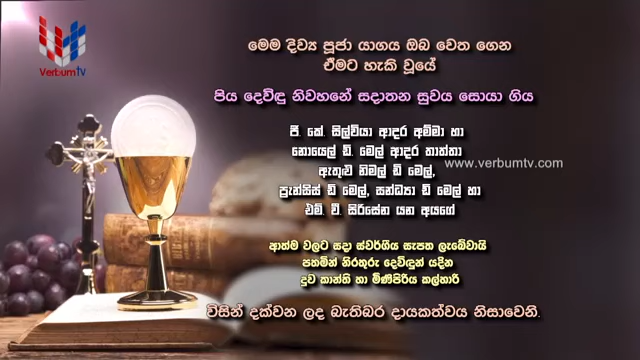 VerbumTV
මෙම දිව්‍ය පූජා යාගය ඔබ වෙත ගෙන
ඒමට හැකි වූයේ
පිය දෙවිඳු නිවහනේ සදාතන සුවය සොයා ගිය
ජී. කේ. සිල්වියා ආදර අම්මා හා
නොයෙල් ඩී. මෙල් ආදර තාත්තා
www.verbumtv.com
ඇතුළු නිමල් ඩී මෙල්,
ප්‍රැන්සිස් ඩී මෙල්, සන්ධ්‍යා ඩී මෙල් හා
එම්. වී. සිරිසේන යන අයගේ
ආත්ම වලට සදා ස්වර්ගීය සැපත ලැබේවායි
පතමින් නිරතුරු දෙවිඳුන් යදින
දුව කාන්ති හා මිණිපිරිය කල්හාරි
විසින් දක්වන ලද බැතිබර දායකත්වය නිසාවෙනි.